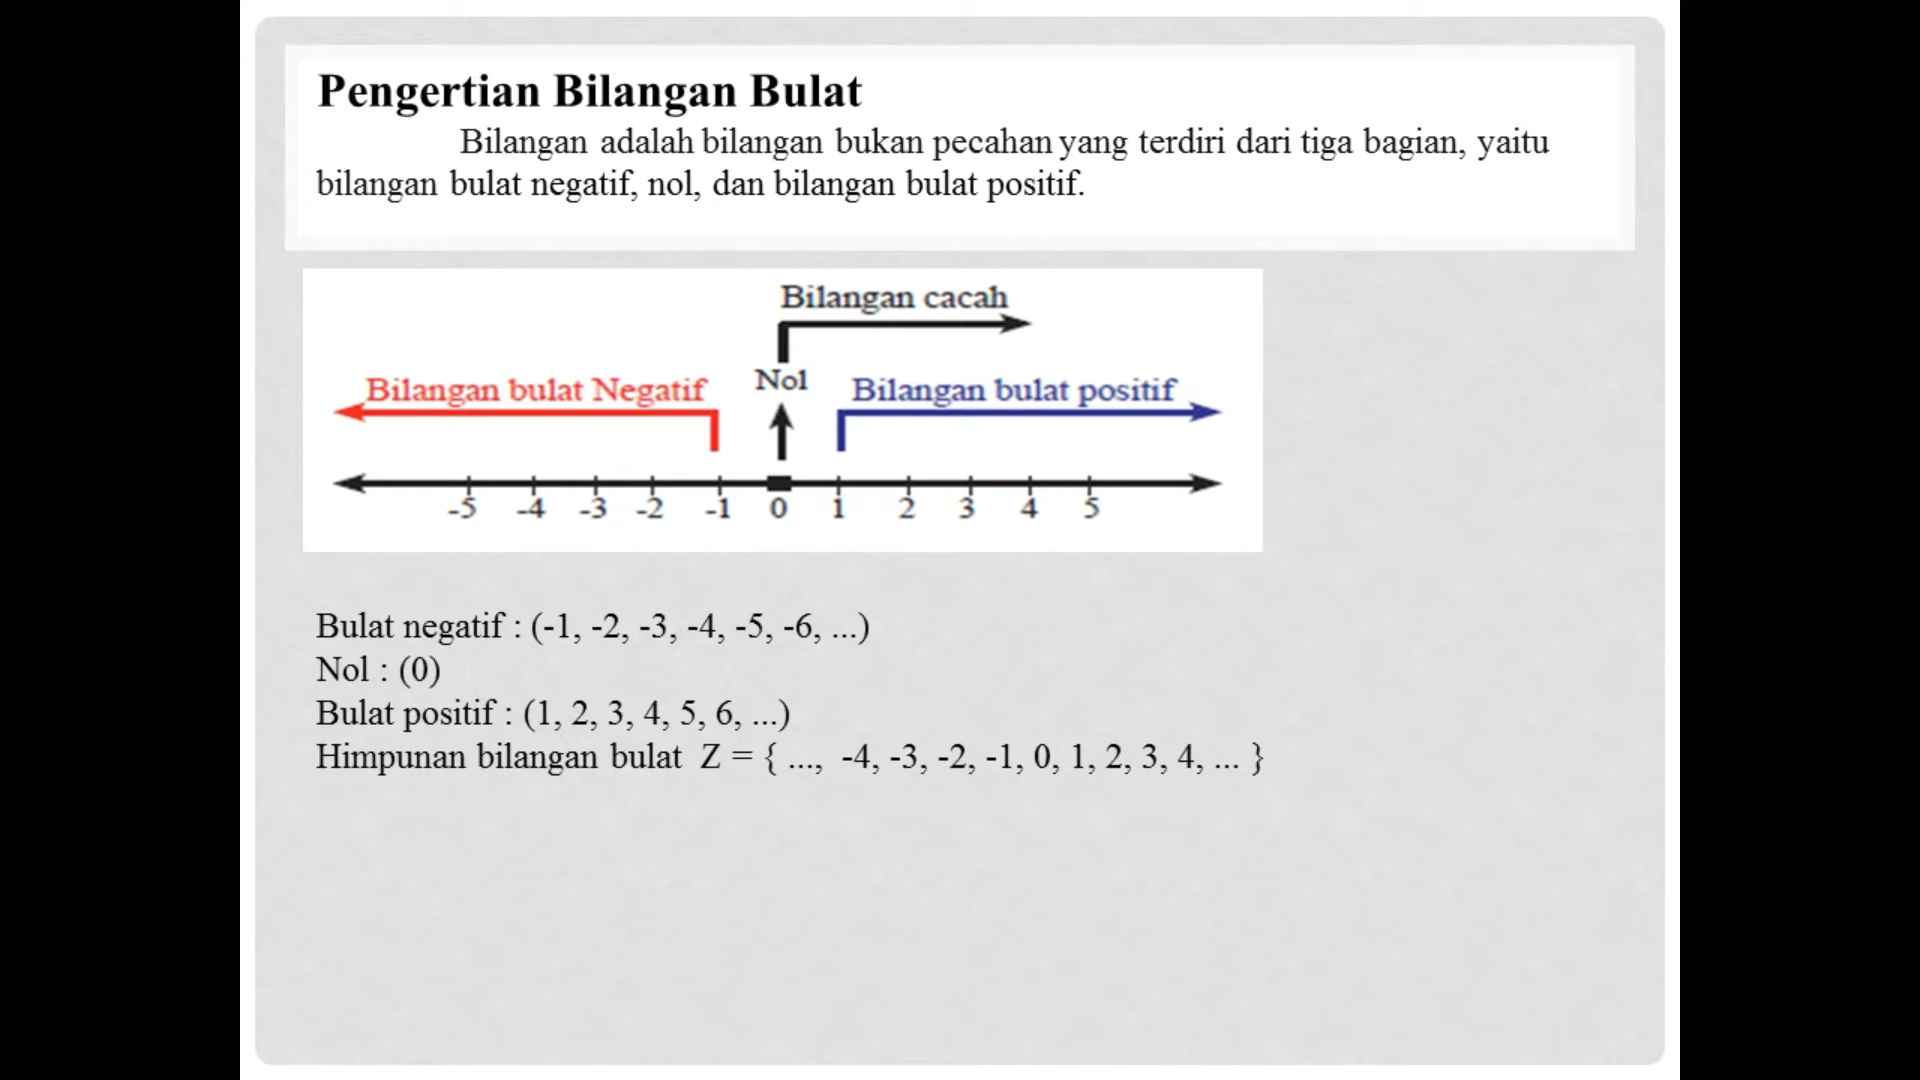 Pengertian Bilangan Bulat
Bilangan adalah bilangan bukan pecahan yang terdiri dari tiga bagian, yaitu
bilangan bulat negatif, nol, dan bilangan bulat positif.
Bilangan cacah
Bilangan bulat Negatif Nol Bilangan bulat positif
-5 -4 -3 -2 -1 0 1 2 3 4 5
Bulat negatif : (-1, -2, -3, -4, -5, -6, ...)
Nol : (0)
Bulat positif : (1, 2, 3, 4, 5, 6, ...)
Himpunan bilangan bulat Z = { ..., -4, -3, -2, -1, 0, 1, 2, 3, 4, ... }